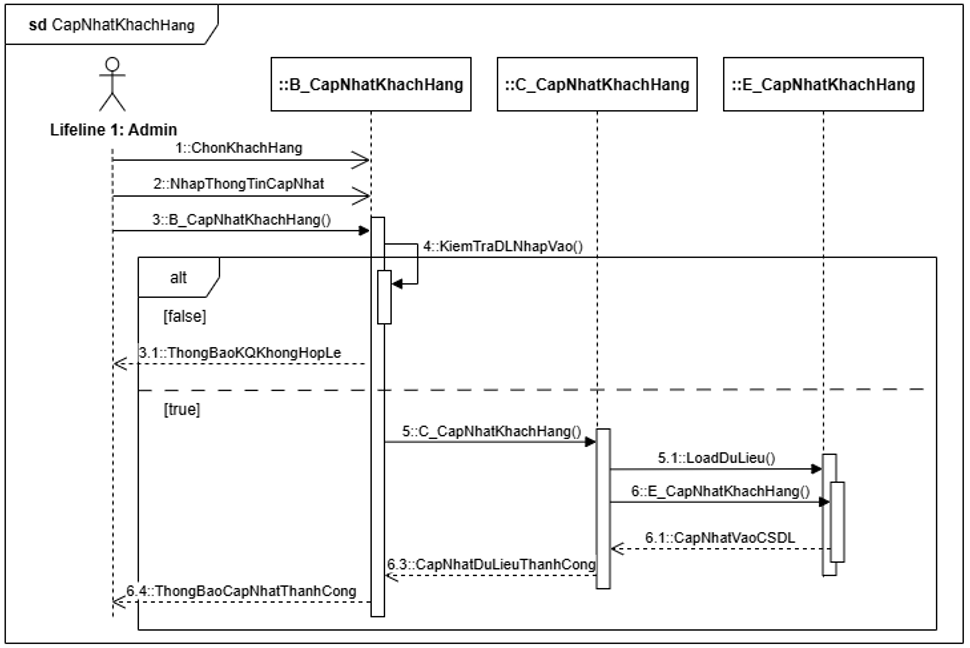 sd CapNhatKhachHang
::B_CapNhatKhachHang
::C_CapNhatKhachHang
::E_CapNhatKhachHang
Lifeline 1: Admin
1::ChonKhachHang
2::NhapThongTinCapNhat
3::B_CapNhatKhachHang()
4::KiemTraDLNhapVao()
alt
[false]
3.1::ThongBaoKQKhongHopLe
[true]
5::C_CapNhatKhachHang()
5.1::LoadDuLieu()
6::E_CapNhatKhachHang()
6.1::CapNhatVaoCSDL
6.3::CapNhatDuLieuThanhCong
6.4::ThongBaoCapNhatThanhCong